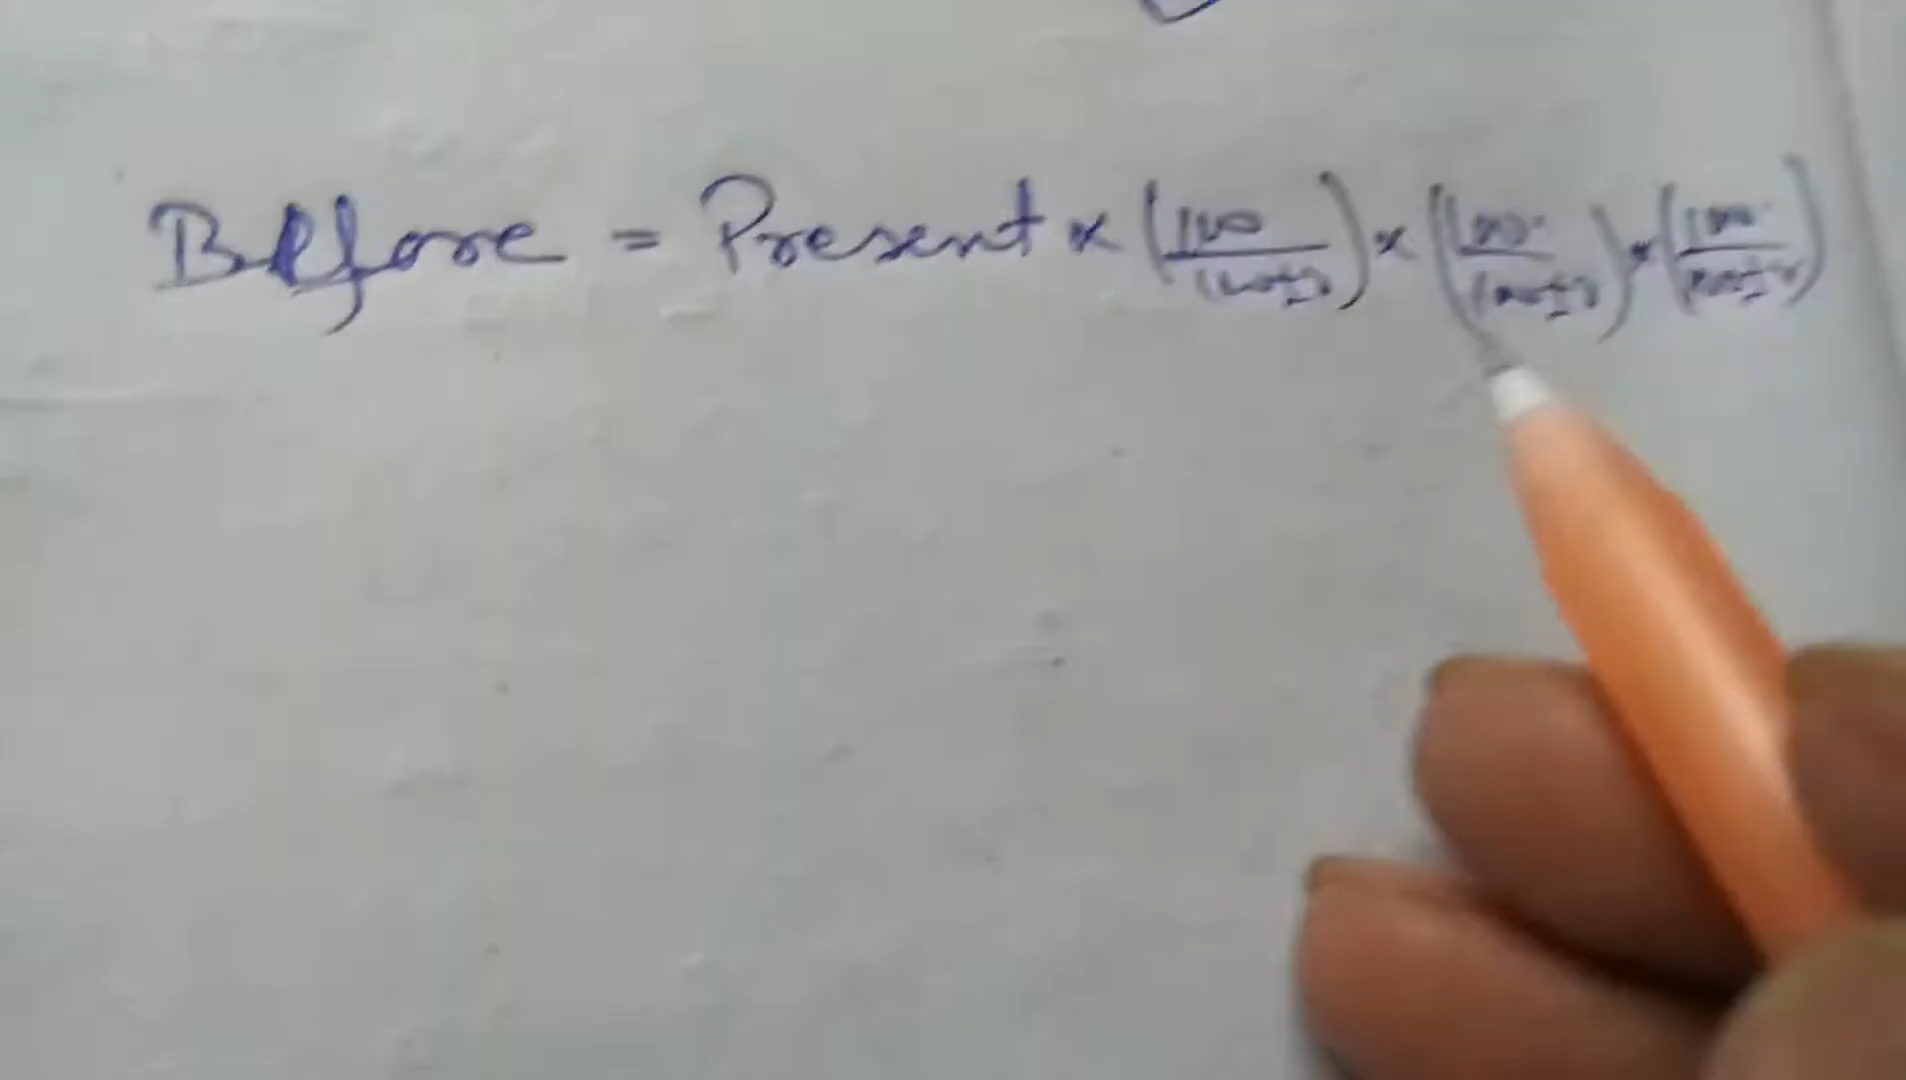 Before = Present × (100/(100±r)) × (100/(100±r)) × (100/(100±r))